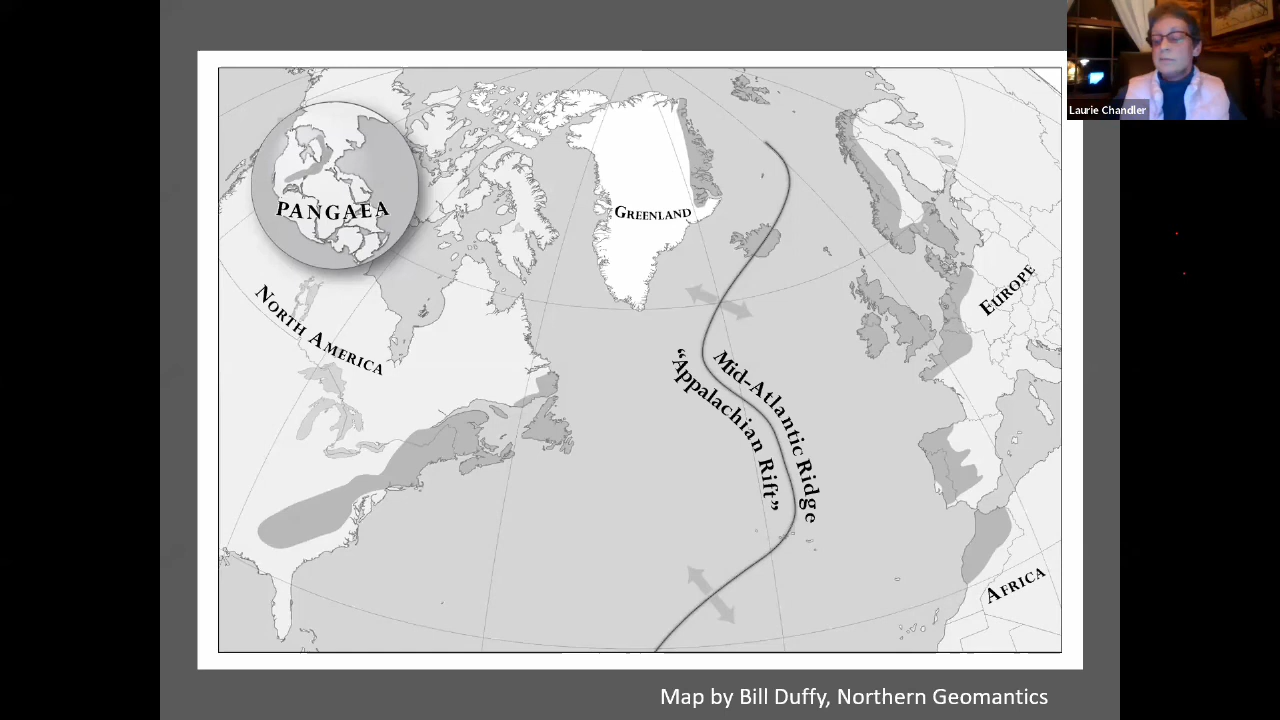 Laurie Chandler
PANGAEA
GREENLAND
NORTH AMERICA
EUROPE
"Appalachian Rift"
Mid-Atlantic Ridge
AFRICA
Map by Bill Duffy, Northern Geomantics